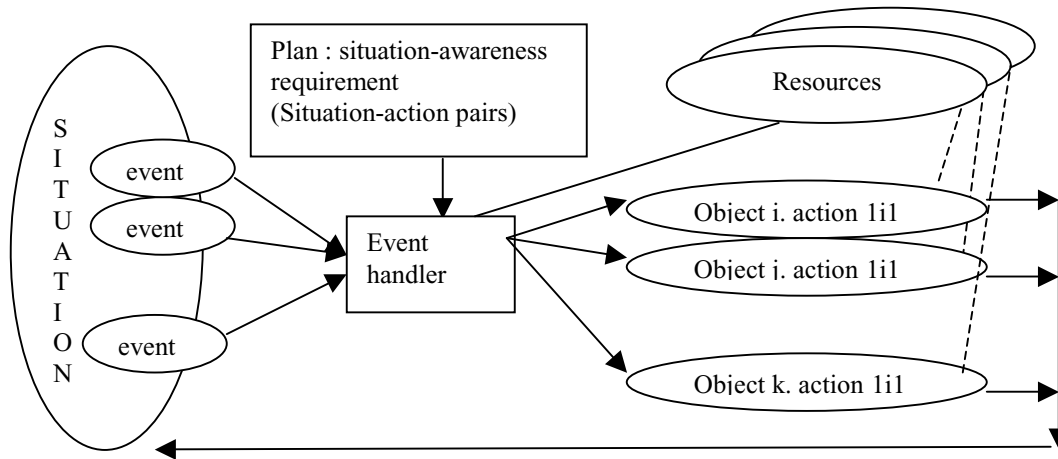 Plan : situation-awareness
requirement
(Situation-action pairs)
Resources
SITUATION
event
event
event
Event
handler
Object i. action 1i1
Object j. action 1i1
Object k. action 1i1